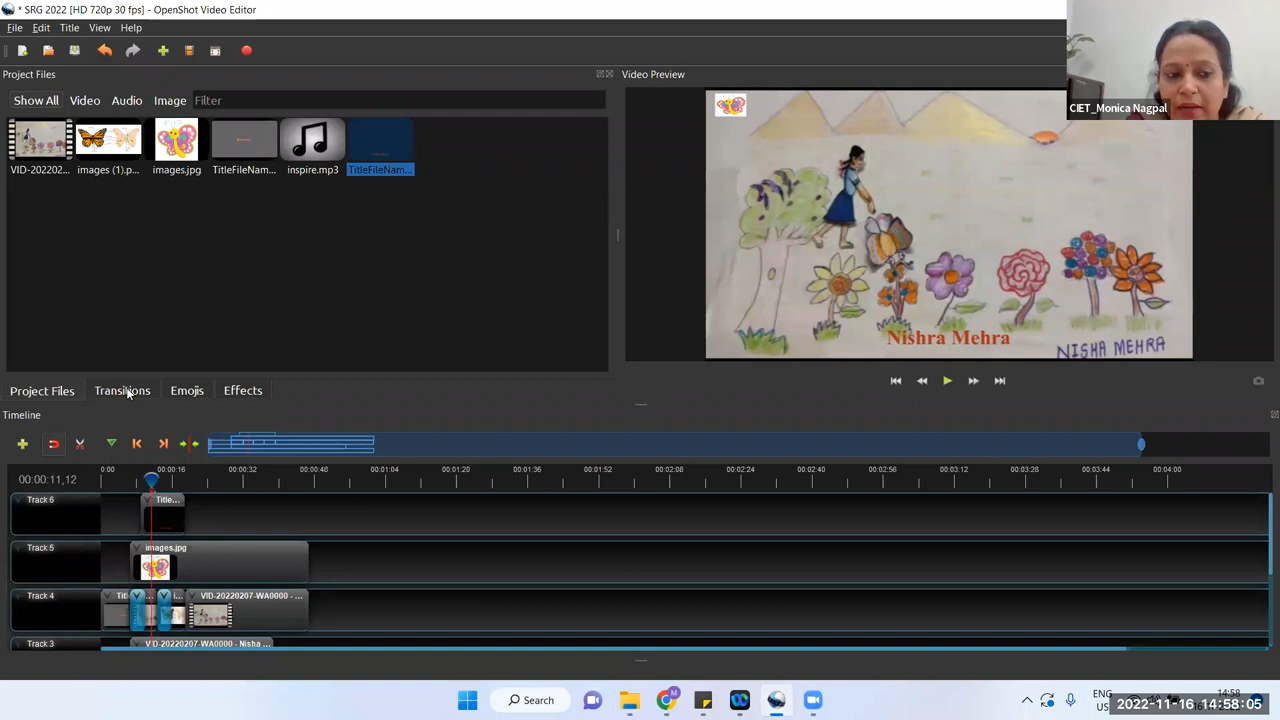 * SRG 2022 [HD 720p 30 fps] - OpenShot Video Editor
File Edit Title View Help
Project Files
Video Preview
Show All Video Audio Image Filter
CIET_Monica Nagpal
VID-202202... images (1).p... images.jpg TitleFileNam... inspire.mp3 TitleFileNam...
Nishra Mehra
NISHA MEHRA
Project Files Transitions Emojis Effects
Timeline
00:00:11,12
0:00 00:00:16 00:00:32 00:00:48 00:01:04 00:01:20 00:01:36 00:01:52 00:02:08 00:02:24 00:02:40 00:02:56 00:03:12 00:03:28 00:03:44 00:04:00
Track 6 Title...
Track 5 images.jpg
Track 4 Titl i... VID-20220207-WA0000 - ...
Track 3 VID-20220207-WA0000 - Nisha ...
Search
ENG
US
14:58
2022-11-16 14:58:05